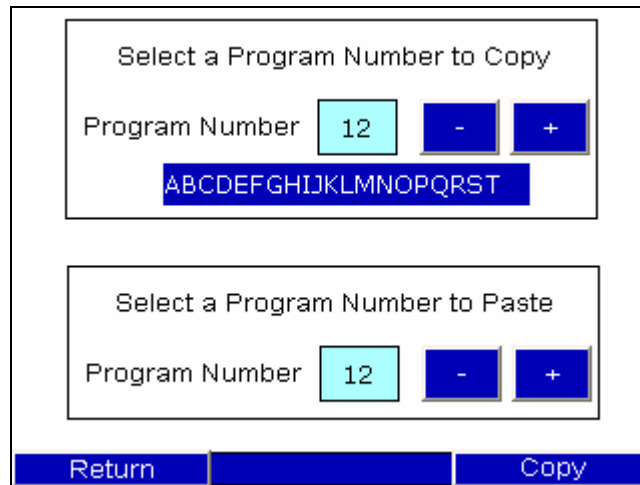 Select a Program Number to Copy
Program Number 12 - +
ABCDEFGHIJKLMNOPQRST
Select a Program Number to Paste
Program Number 12 - +
Return Copy